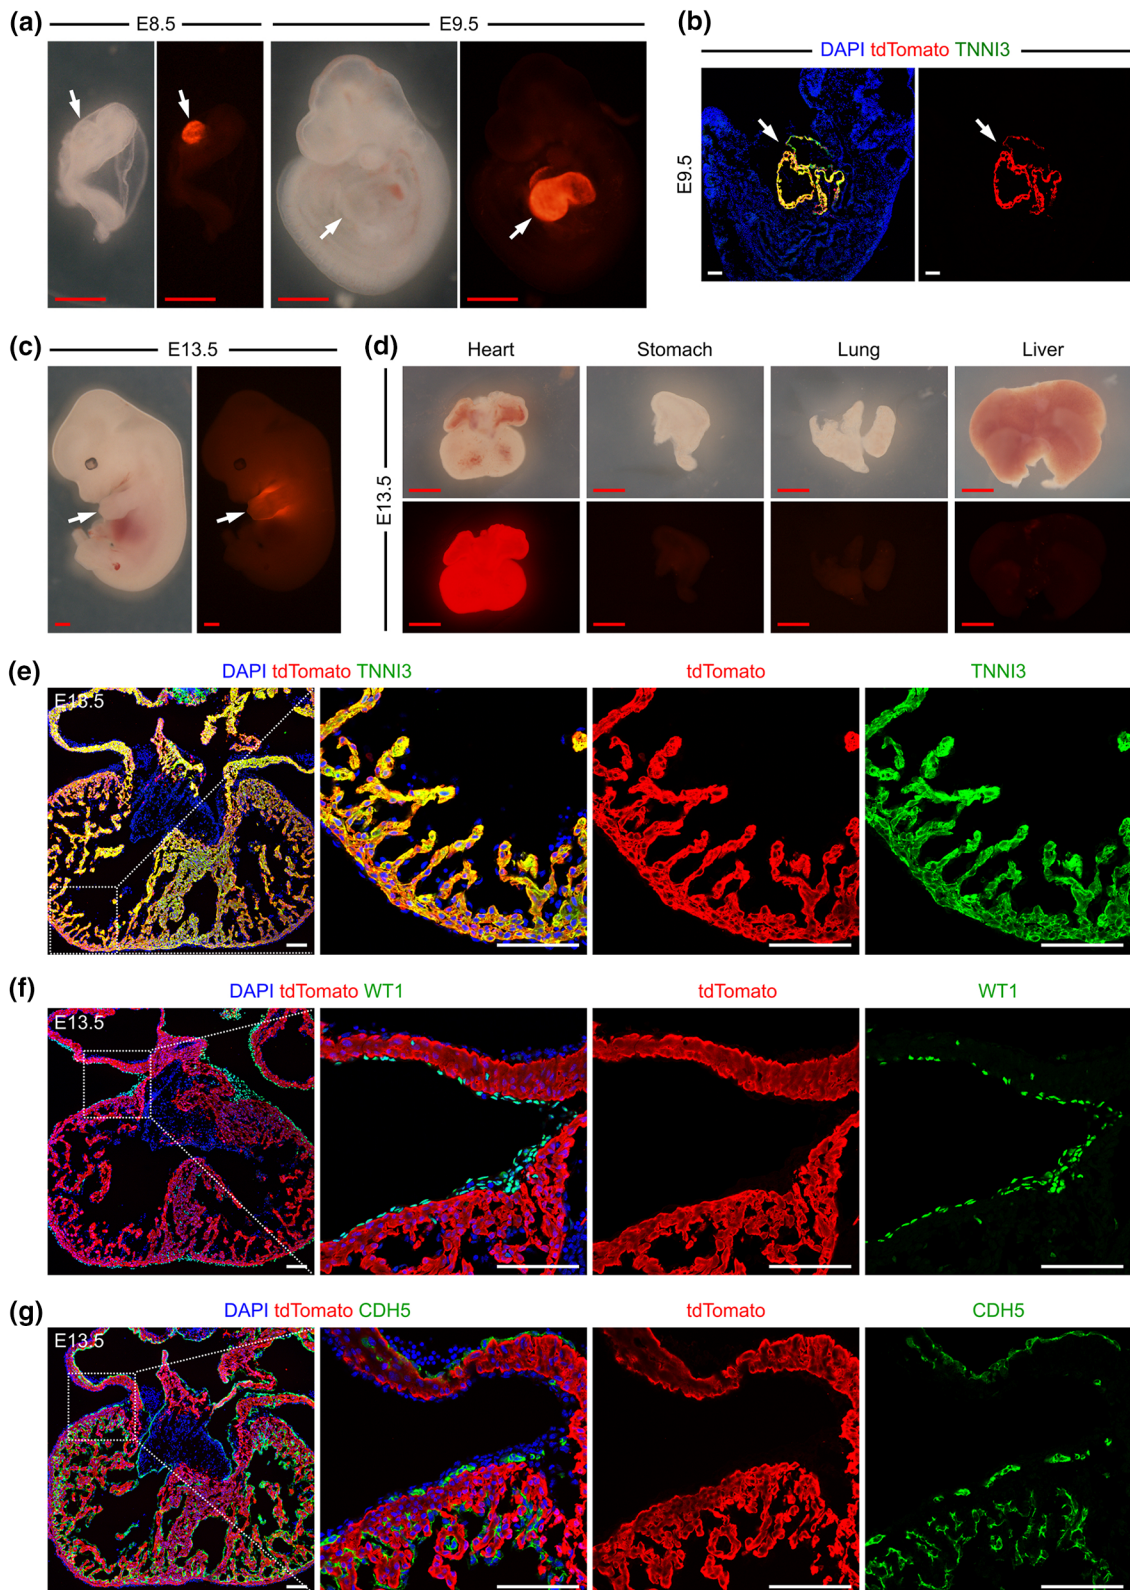 (a)
E8.5
E9.5
(b)
DAPI tdTomato TNNI3
E9.5
(c)
E13.5
(d)
Heart
Stomach
Lung
Liver
E13.5
(e)
DAPI tdTomato TNNI3
tdTomato
TNNI3
E13.5
(f)
DAPI tdTomato WT1
tdTomato
WT1
E13.5
(g)
DAPI tdTomato CDH5
tdTomato
CDH5
E13.5